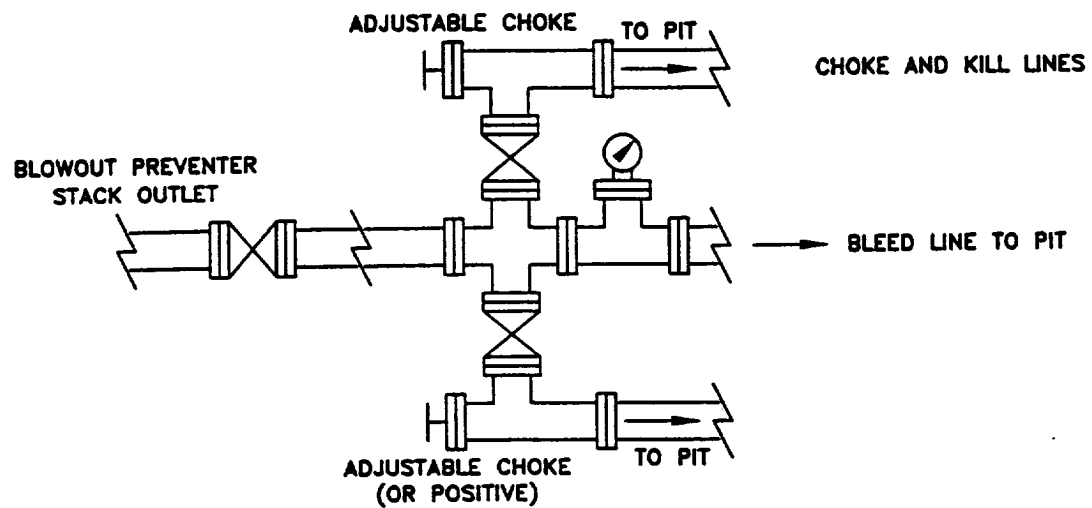 ADJUSTABLE CHOKE
TO PIT
CHOKE AND KILL LINES
BLOWOUT PREVENTER
STACK OUTLET
BLEED LINE TO PIT
TO PIT
ADJUSTABLE CHOKE
(OR POSITIVE)